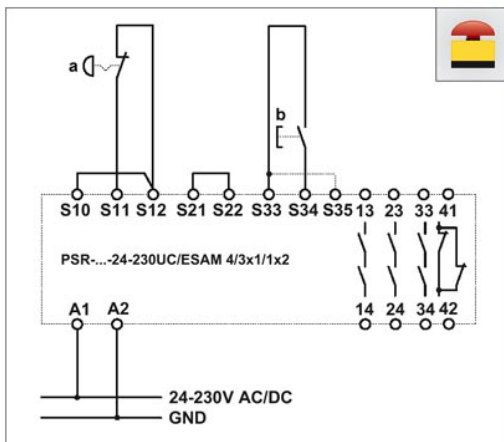 a
b
S10 S11 S12 S21 S22 S33 S34 S35 13 23 33 41
PSR-...-24-230UC/ESAM 4/3x1/1x2
A1 A2 14 24 34 42
24-230V AC/DC
GND